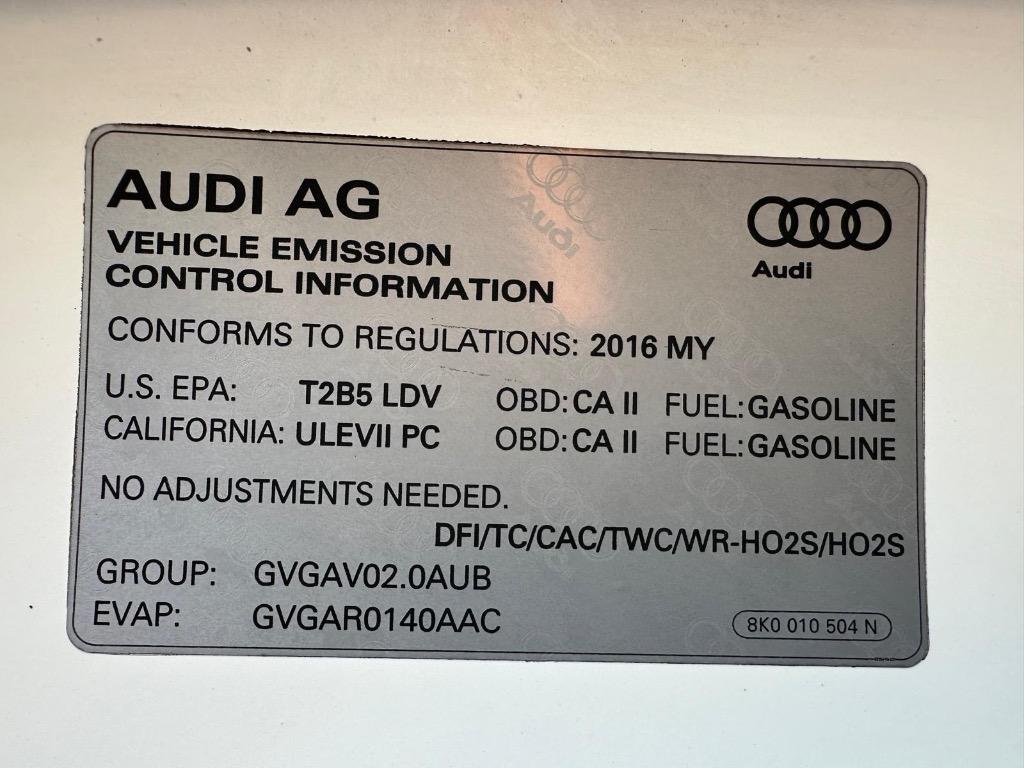 AUDI AG
Audi
VEHICLE EMISSION
CONTROL INFORMATION
Audi
CONFORMS TO REGULATIONS: 2016 MY
U.S. EPA: T2B5 LDV OBD: CA II FUEL: GASOLINE
CALIFORNIA: ULEVII PC OBD: CA II FUEL: GASOLINE
NO ADJUSTMENTS NEEDED.
DFI/TC/CAC/TWC/WR-HO2S/HO2S
GROUP: GVGAV02.0AUB
EVAP: GVGAR0140AAC
8K0 010 504 N